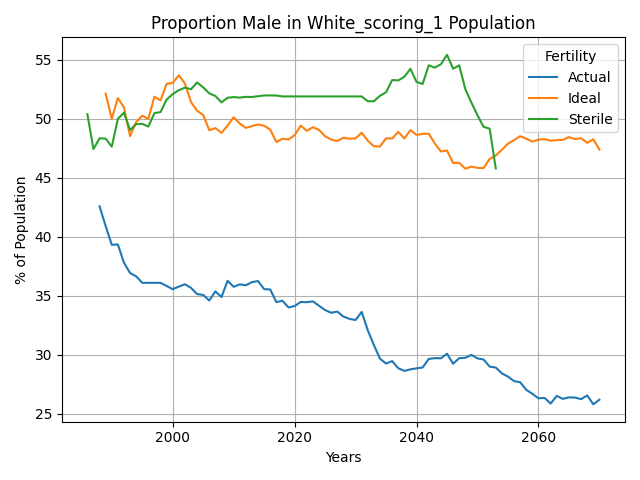 Proportion Male in White_scoring_1 Population
% of Population
55
50
45
40
35
30
25
Fertility
Actual
Ideal
Sterile
2000
2020
2040
2060
Years